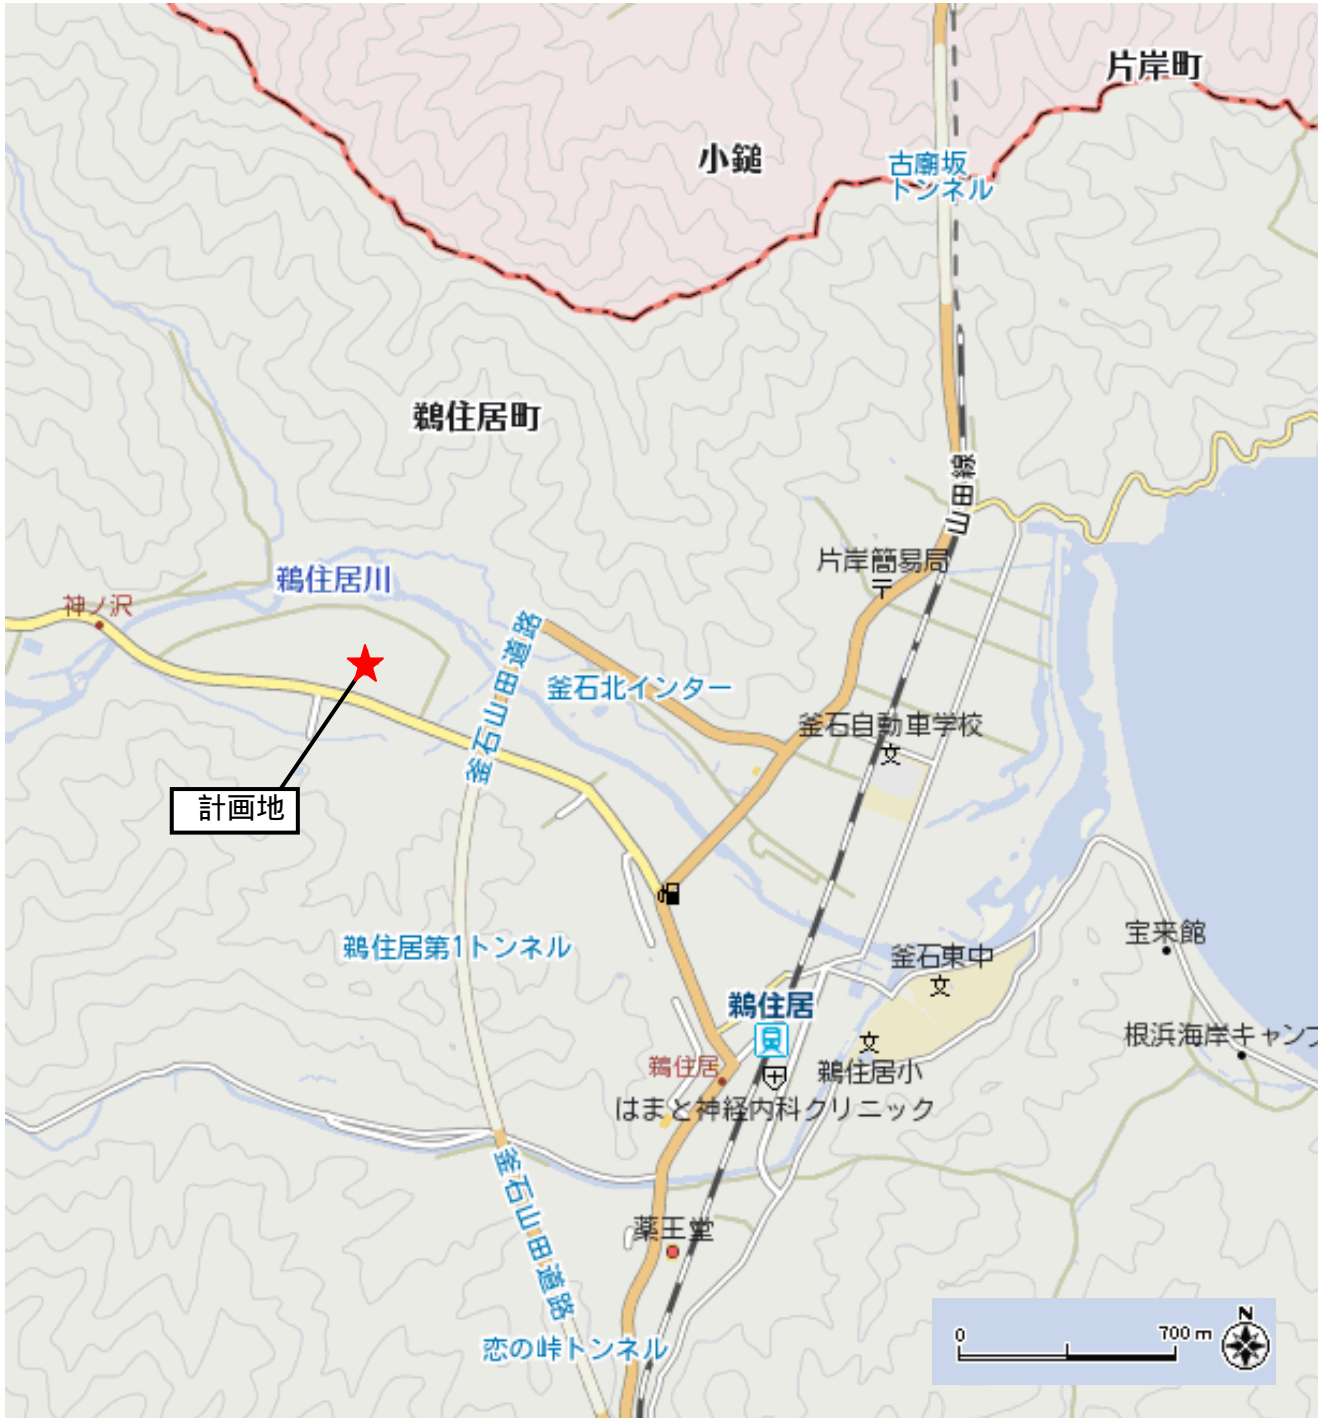 片岸町
小鎚
古廟坂
トンネル
鵜住居町
山田線
片岸簡易局
鵜住居川
神ノ沢
釜石山田道路
釜石北インター
釜石自動車学校
文
計画地
鵜住居第1トンネル
宝来館
釜石東中
文
鵜住居
根浜海岸キャンプ
文
鵜住居
鵜住居小
はまと神経内科クリニック
釜石山田道路
薬王堂
恋の峠トンネル
0
700 m
N